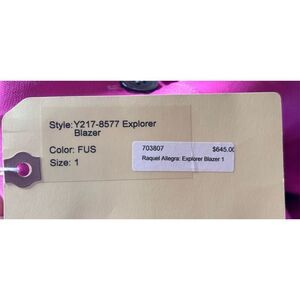 Style: Y217-8577 Explorer
Blazer
Color: FUS
Size: 1
703807 $645.00
Raquel Allegra: Explorer Blazer 1